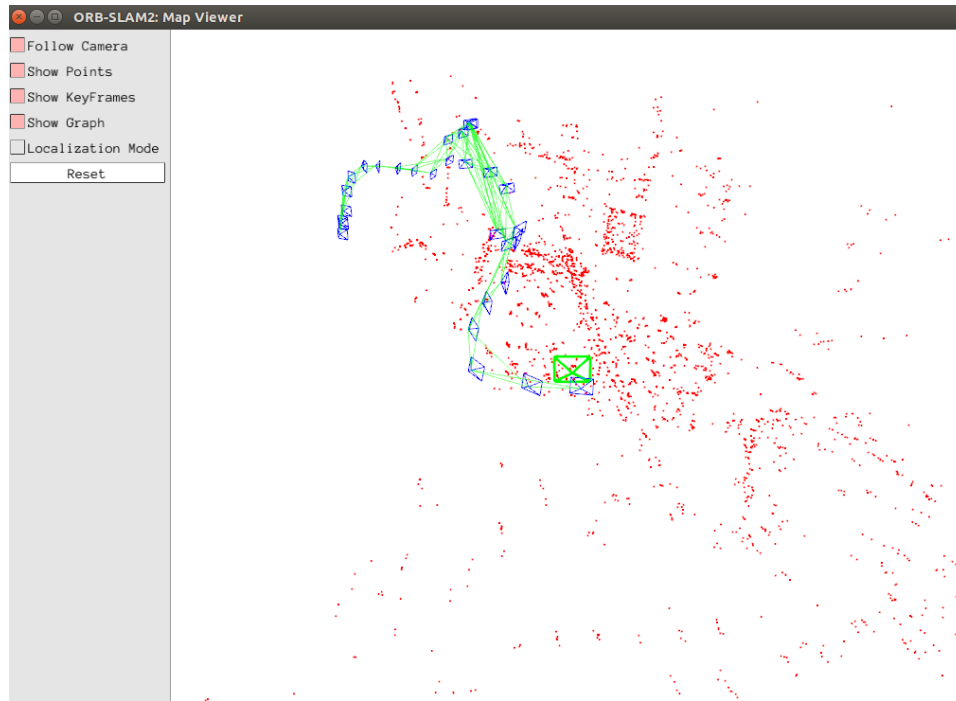 ORB-SLAM2: Map Viewer
Follow Camera
Show Points
Show KeyFrames
Show Graph
Localization Mode
Reset